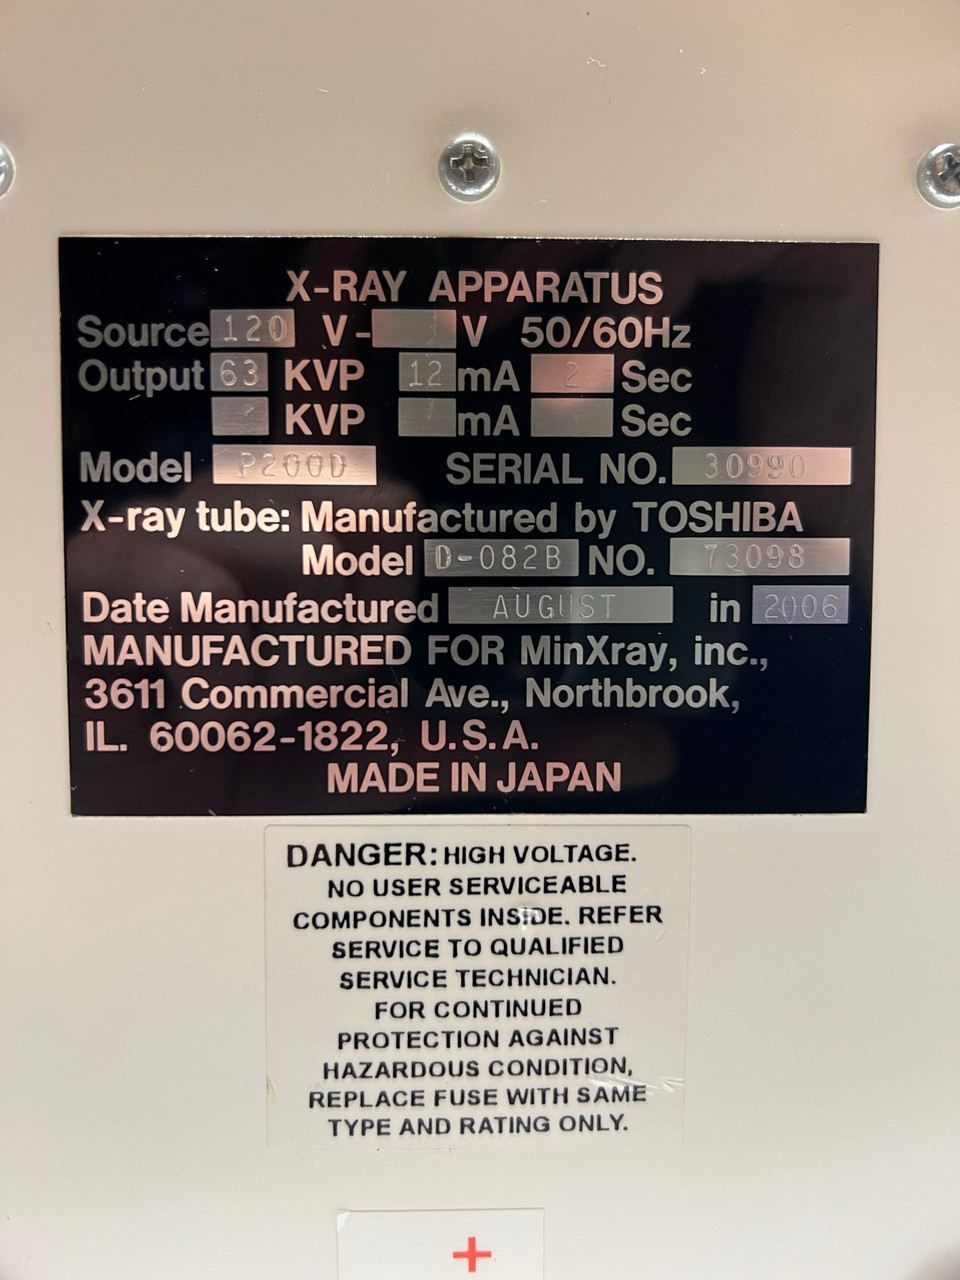 X-RAY APPARATUS
Source 120 V- V 50/60Hz
Output 63 KVP 12 mA 2 Sec
KVP mA Sec
Model P200D SERIAL NO. 30990
X-ray tube: Manufactured by TOSHIBA
Model D-082B NO. 73098
Date Manufactured AUGUST in 2006
MANUFACTURED FOR MinXray, inc.,
3611 Commercial Ave., Northbrook,
IL. 60062-1822, U.S.A.
MADE IN JAPAN
DANGER: HIGH VOLTAGE.
NO USER SERVICEABLE
COMPONENTS INSIDE. REFER
SERVICE TO QUALIFIED
SERVICE TECHNICIAN.
FOR CONTINUED
PROTECTION AGAINST
HAZARDOUS CONDITION,
REPLACE FUSE WITH SAME
TYPE AND RATING ONLY.
+